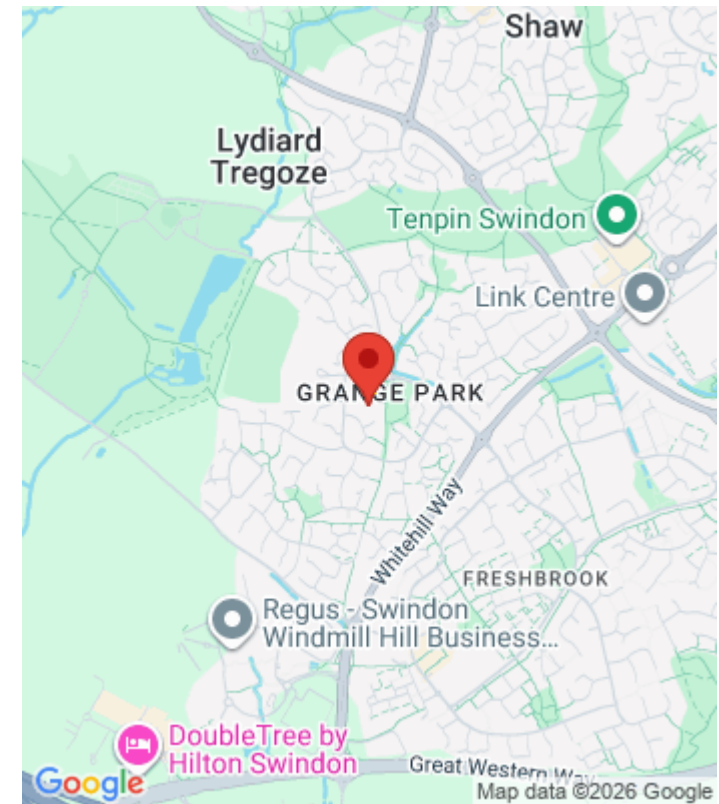 Shaw
Lydiard
Tregoze
Tenpin Swindon
Link Centre
GRANGE PARK
Whitehill Way
FRESHBROOK
Regus - Swindon
Windmill Hill Business...
DoubleTree by
Hilton Swindon
Great Western Way
Google
Map data ©2026 Google